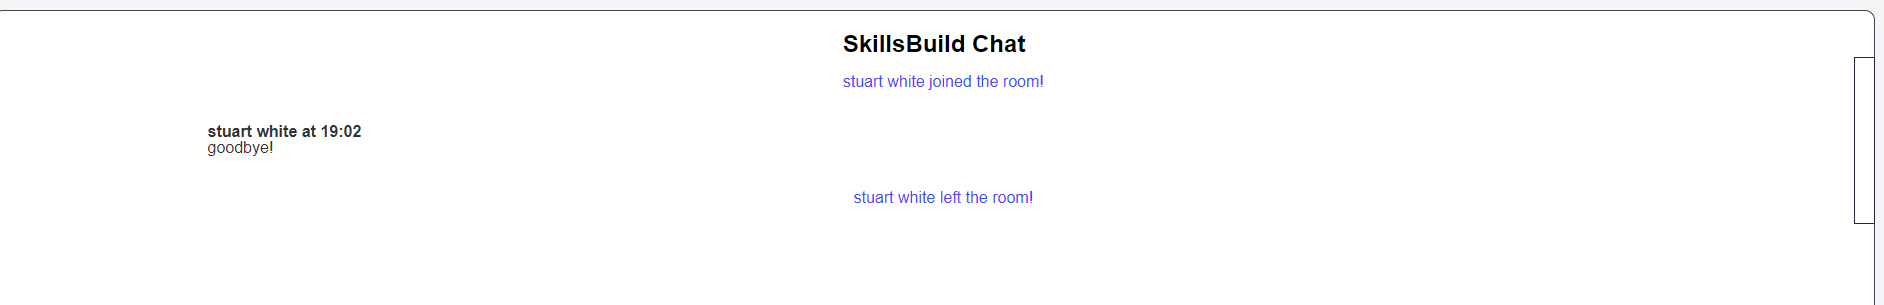 SkillsBuild Chat
stuart white joined the room!
stuart white at 19:02
goodbye!
stuart white left the room!